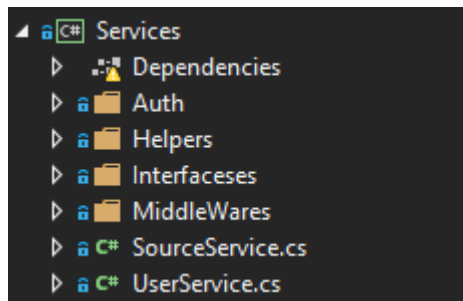 C# Services
Dependencies
Auth
Helpers
Interfaceses
MiddleWares
C# SourceService.cs
C# UserService.cs